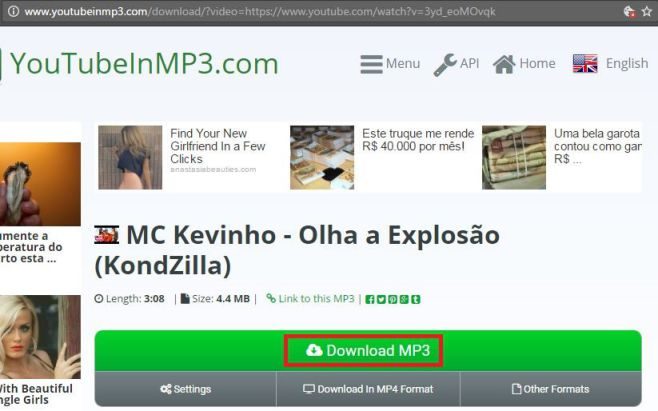 www.youtubeinmp3.com/download/?video=https://www.youtube.com/watch?v=3yd_eoMOvqk
YouTubeInMP3.com
Menu
API
Home
English
Find Your New
Girlfriend In a Few
Clicks
anastasiabeauties.com
Este truque me rende
R$ 40.000 por mês!
Uma bela garota
contou como gan
R$ ...
umente a
peratura do
rto esta ...
MC Kevinho - Olha a Explosão
(KondZilla)
Length: 3:08 | Size: 4.4 MB | Link to this MP3 |
Download MP3
With Beautiful
ngle Girls
Settings
Download In MP4 Format
Other Formats